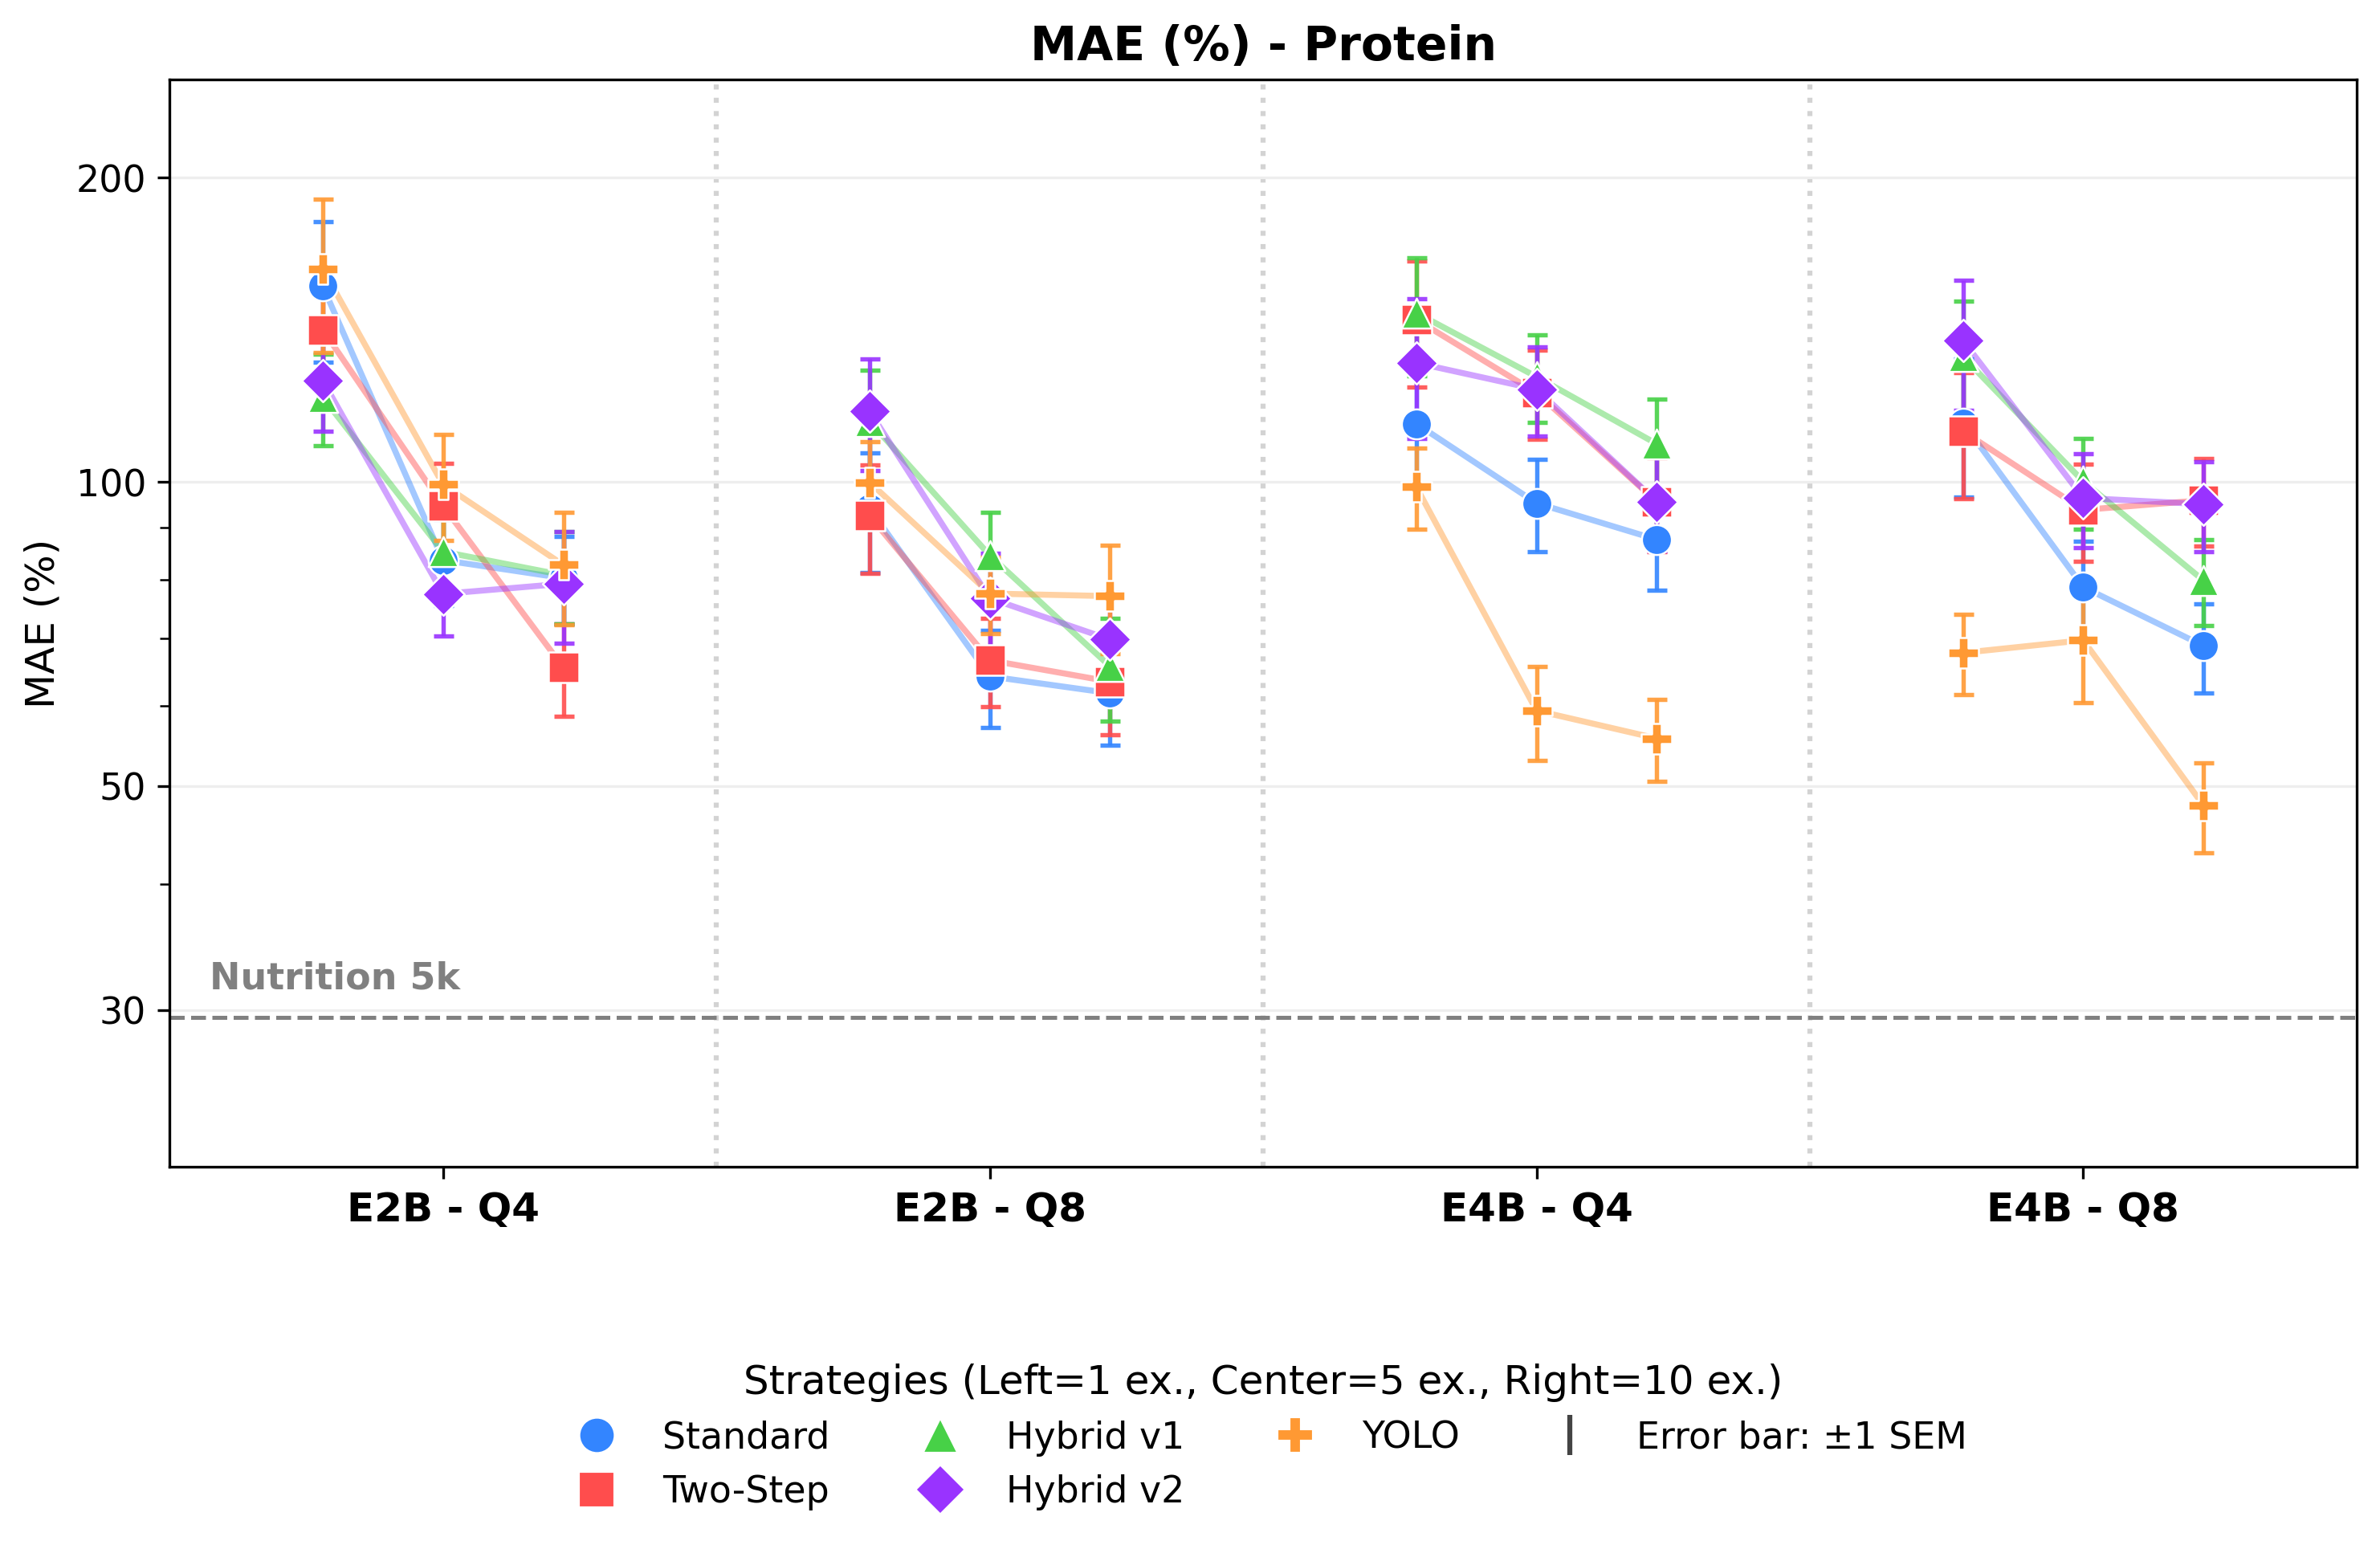 MAE (%) - Protein
MAE (%)
200
100
50
30
Nutrition 5k
E2B - Q4
E2B - Q8
E4B - Q4
E4B - Q8
Strategies (Left=1 ex., Center=5 ex., Right=10 ex.)
Standard
Two-Step
Hybrid v1
Hybrid v2
YOLO
Error bar: ±1 SEM